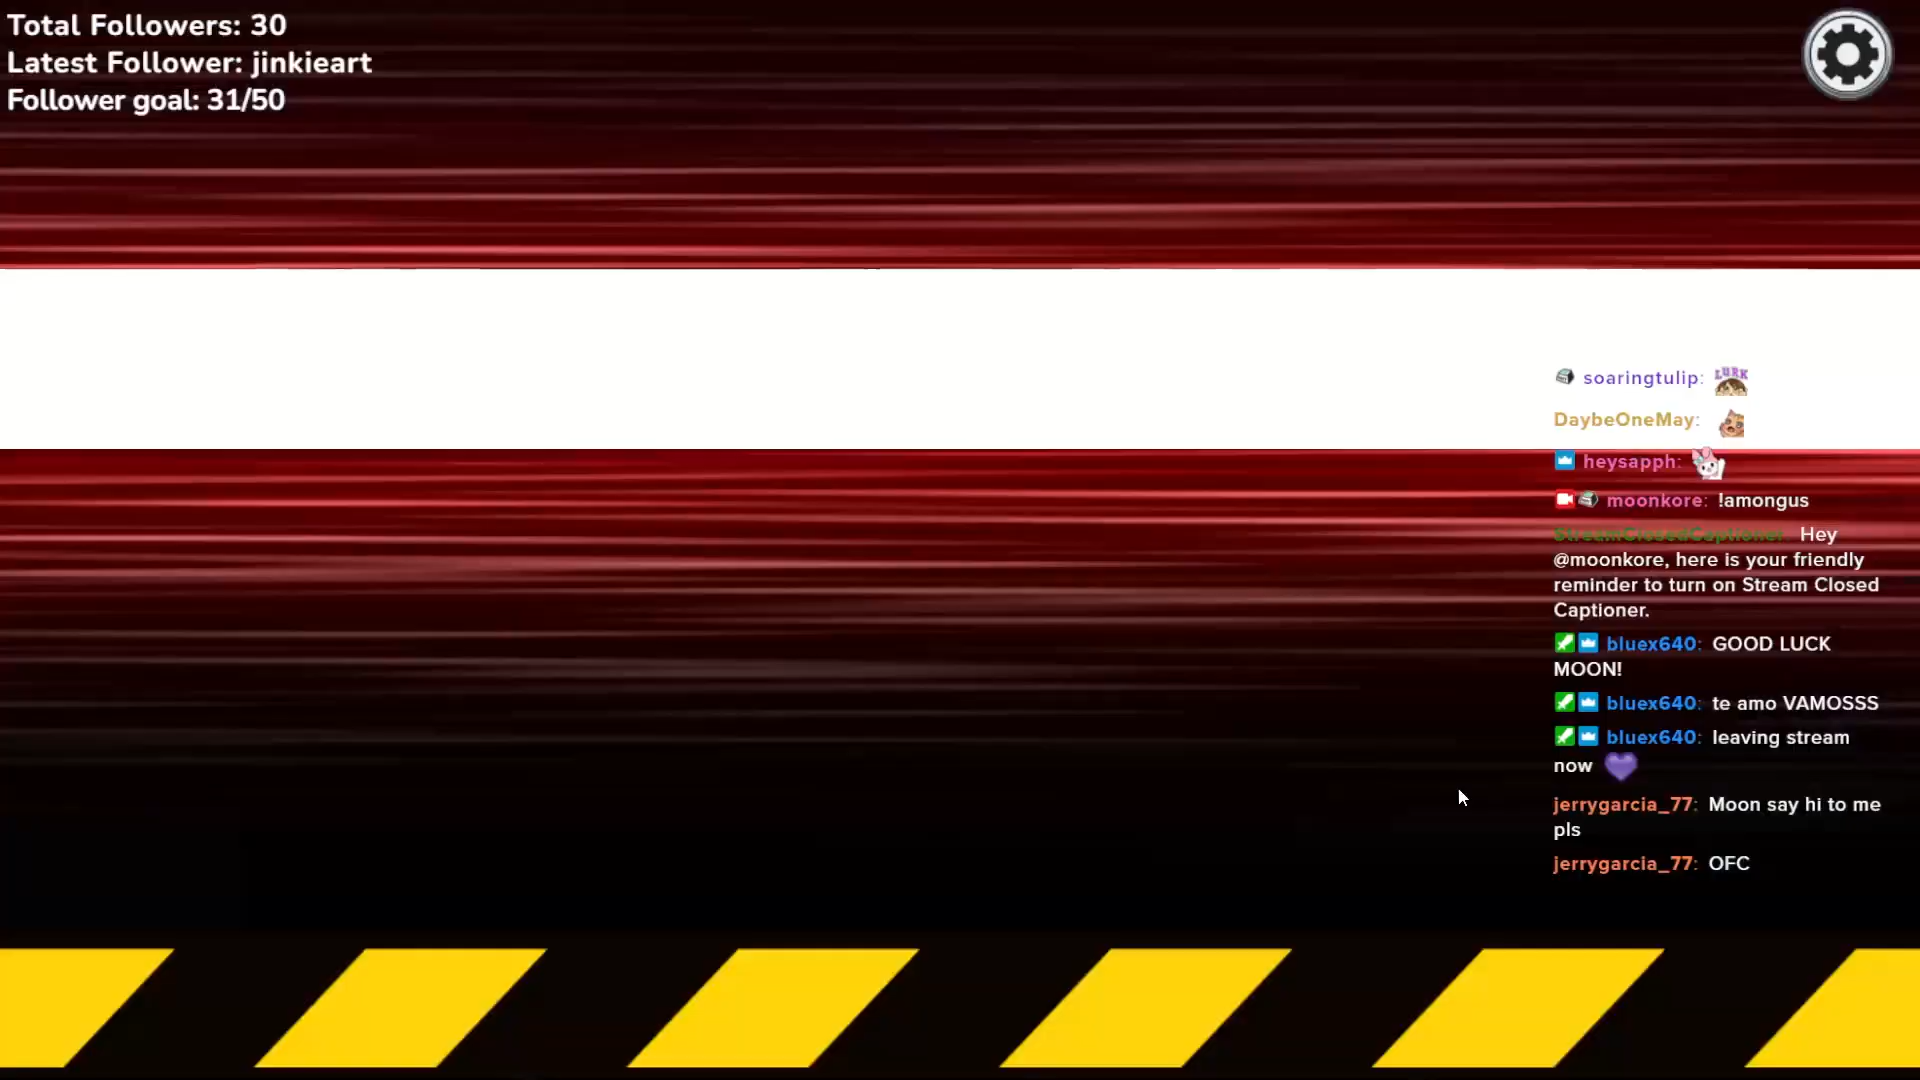 Total Followers: 30
Latest Follower: jinkieart
Follower goal: 31/50
soaringtulip: LURK
DaybeOneMay:
heysapph:
moonkore: !amongus
StreamClosedCaptioner: Hey
@moonkore, here is your friendly
reminder to turn on Stream Closed
Captioner.
bluex640: GOOD LUCK
MOON!
bluex640: te amo VAMOSSS
bluex640: leaving stream
now
jerrygarcia_77: Moon say hi to me
pls
jerrygarcia_77: OFC